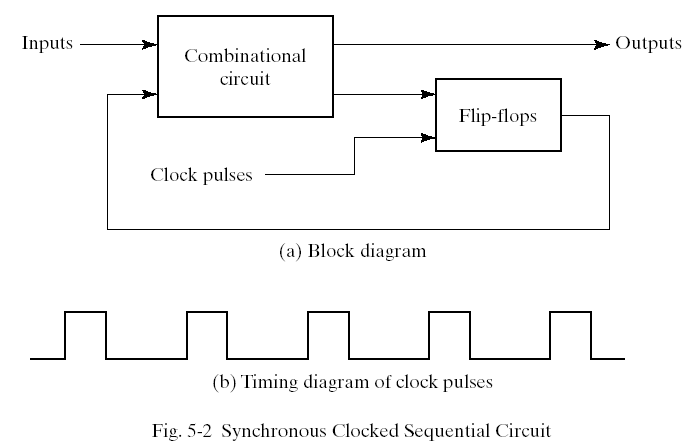 Inputs
Combinational
circuit
Outputs
Flip-flops
Clock pulses
(a) Block diagram
(b) Timing diagram of clock pulses
Fig. 5-2 Synchronous Clocked Sequential Circuit